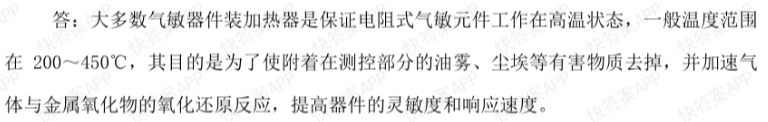 答：大多数气敏器件装加热器是保证电阻式气敏元件工作在高温状态，一般温度范围
在 200～450℃，其目的是为了使附着在测控部分的油雾、尘埃等有害物质去掉，并加速气
体与金属氧化物的氧化还原反应，提高器件的灵敏度和响应速度。